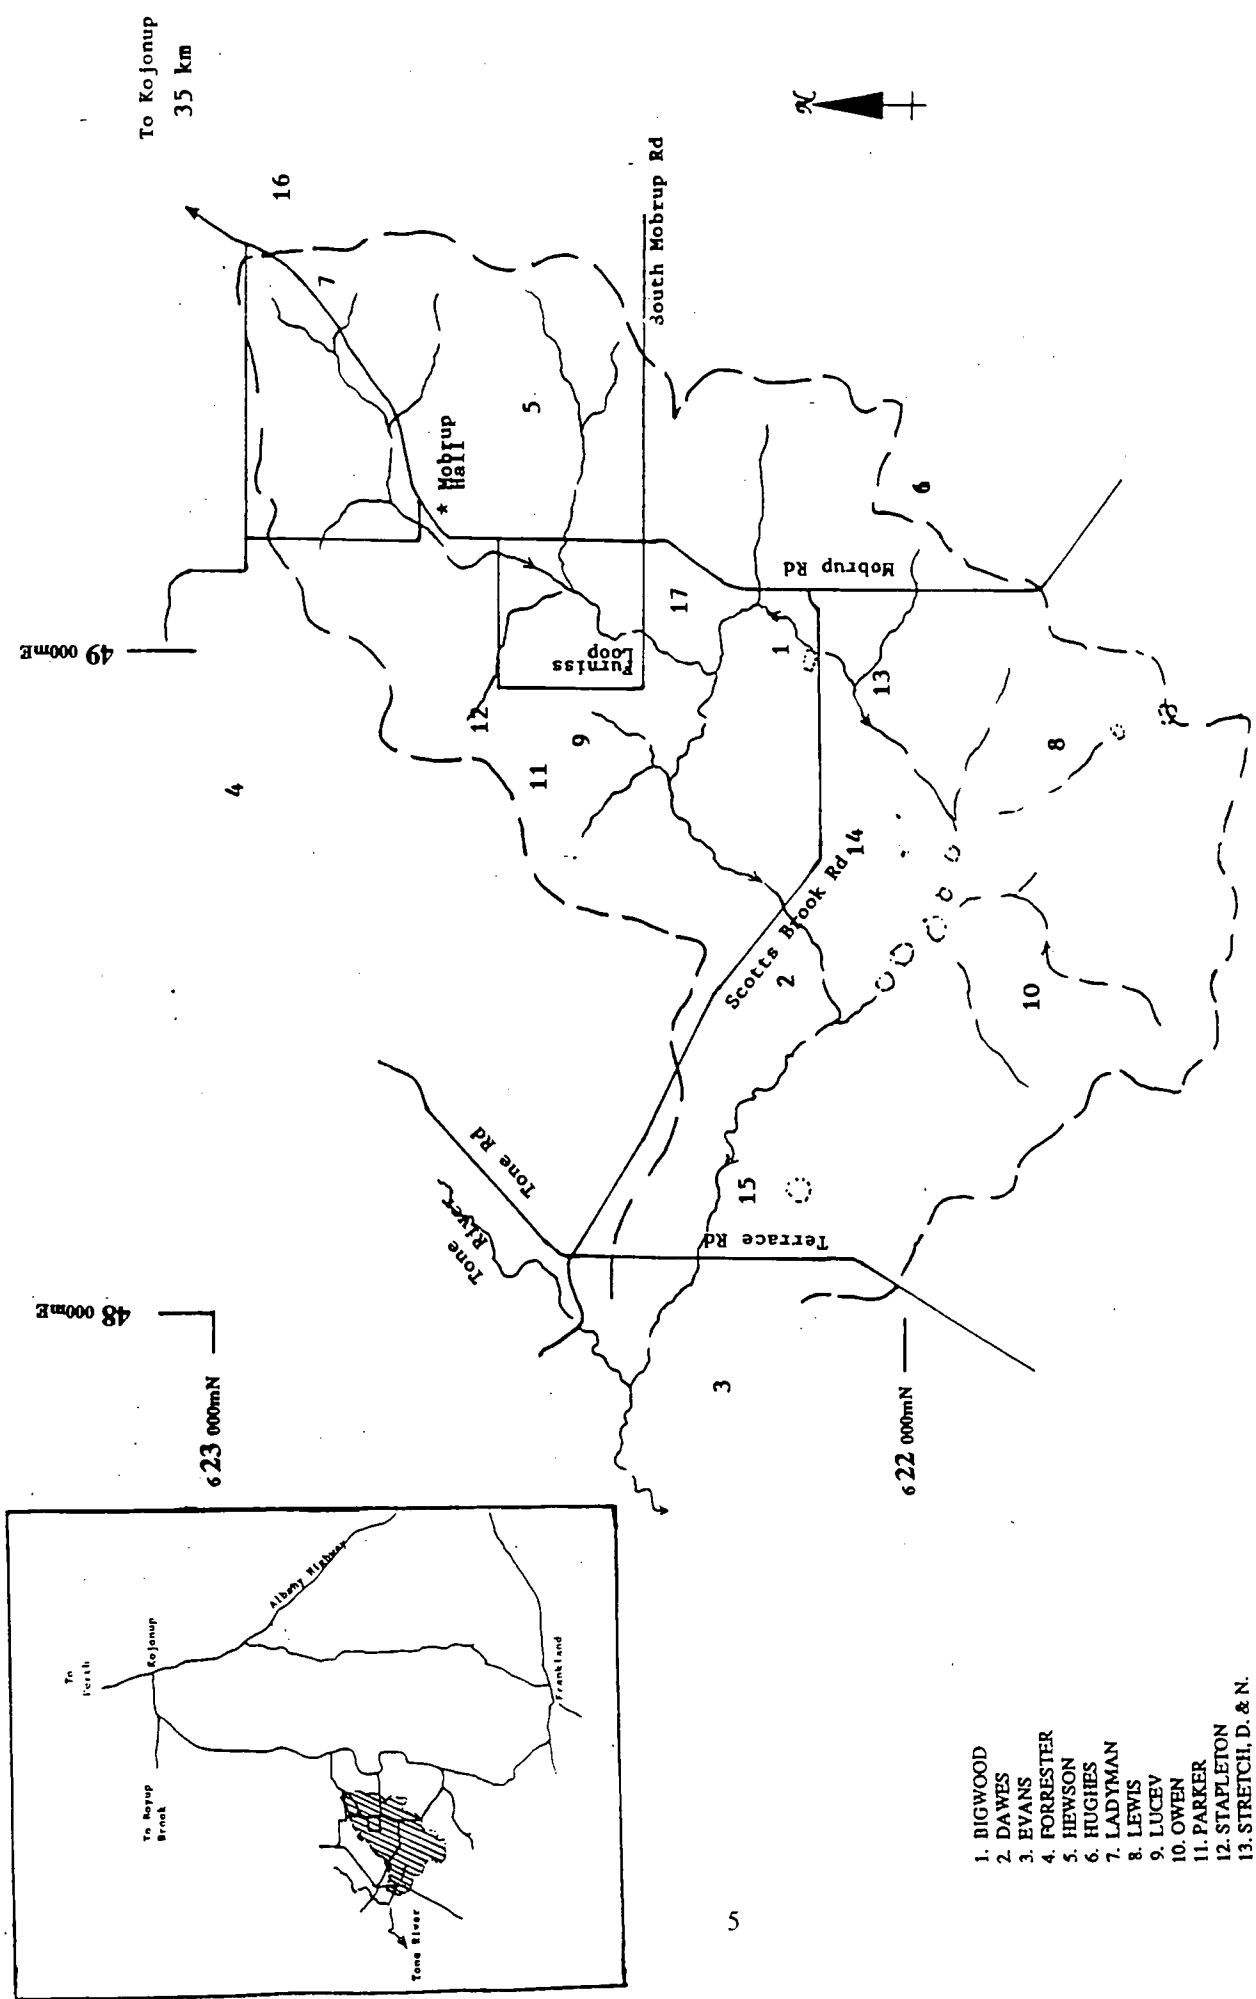 To Kojonup
35 km
49 000mE
48 000mE
6 23 000mN
6 22 000mN
N
16
7
5
4
Mobrup
Hall
South Mobrup Rd
Mobrup Rd
Furniss
Loop
12
11
9
17
1
6
13
8
14
Scotts Brook Rd
2
10
15
3
Tone Rd
Tone
River
Terrace Rd
To
Perth
Kojonup
Albany Highway
To Boyup
Brook
Frankland
Tone River
1. BIGWOOD
2. DAWES
3. EVANS
4. FORRESTER
5. HEWSON
6. HUGHES
7. LADYMAN
8. LEWIS
9. LUCEV
10. OWEN
11. PARKER
12. STAPLETON
13. STRETCH, D. & N.
5